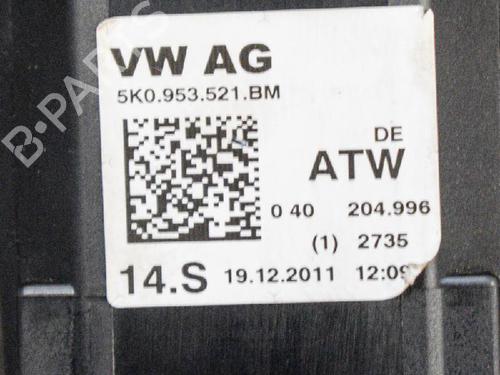 VW AG
5K0.953.521.BM
DE
ATW
0 40 204.996
(1) 2735
14.S 19.12.2011 12:09
B-PARTS